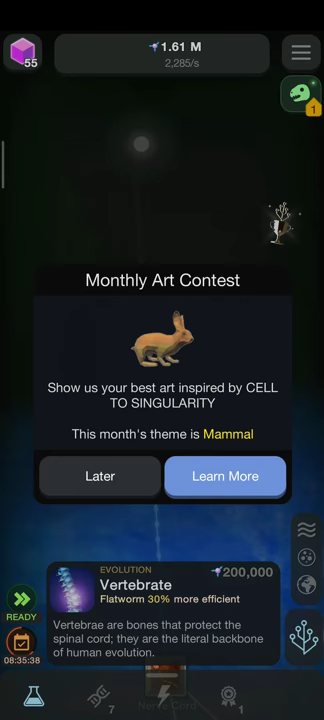 55
1.61 M
2,285/s
1
Monthly Art Contest
Show us your best art inspired by CELL
TO SINGULARITY
This month's theme is Mammal
Later
Learn More
EVOLUTION
200,000
Vertebrate
Flatworm 30% more efficient
READY
Vertebrae are bones that protect the
spinal cord; they are the literal backbone
of human evolution.
08:35:38
Nerve Cord
7
1